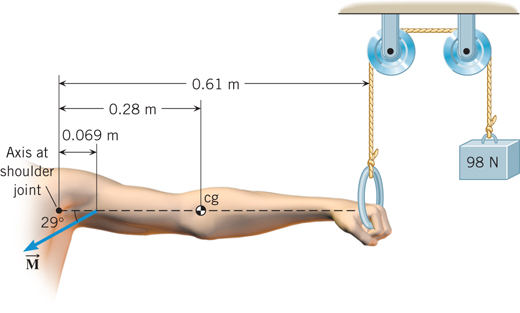 0.61 m
0.28 m
0.069 m
Axis at
shoulder
joint
29°
M
cg
98 N